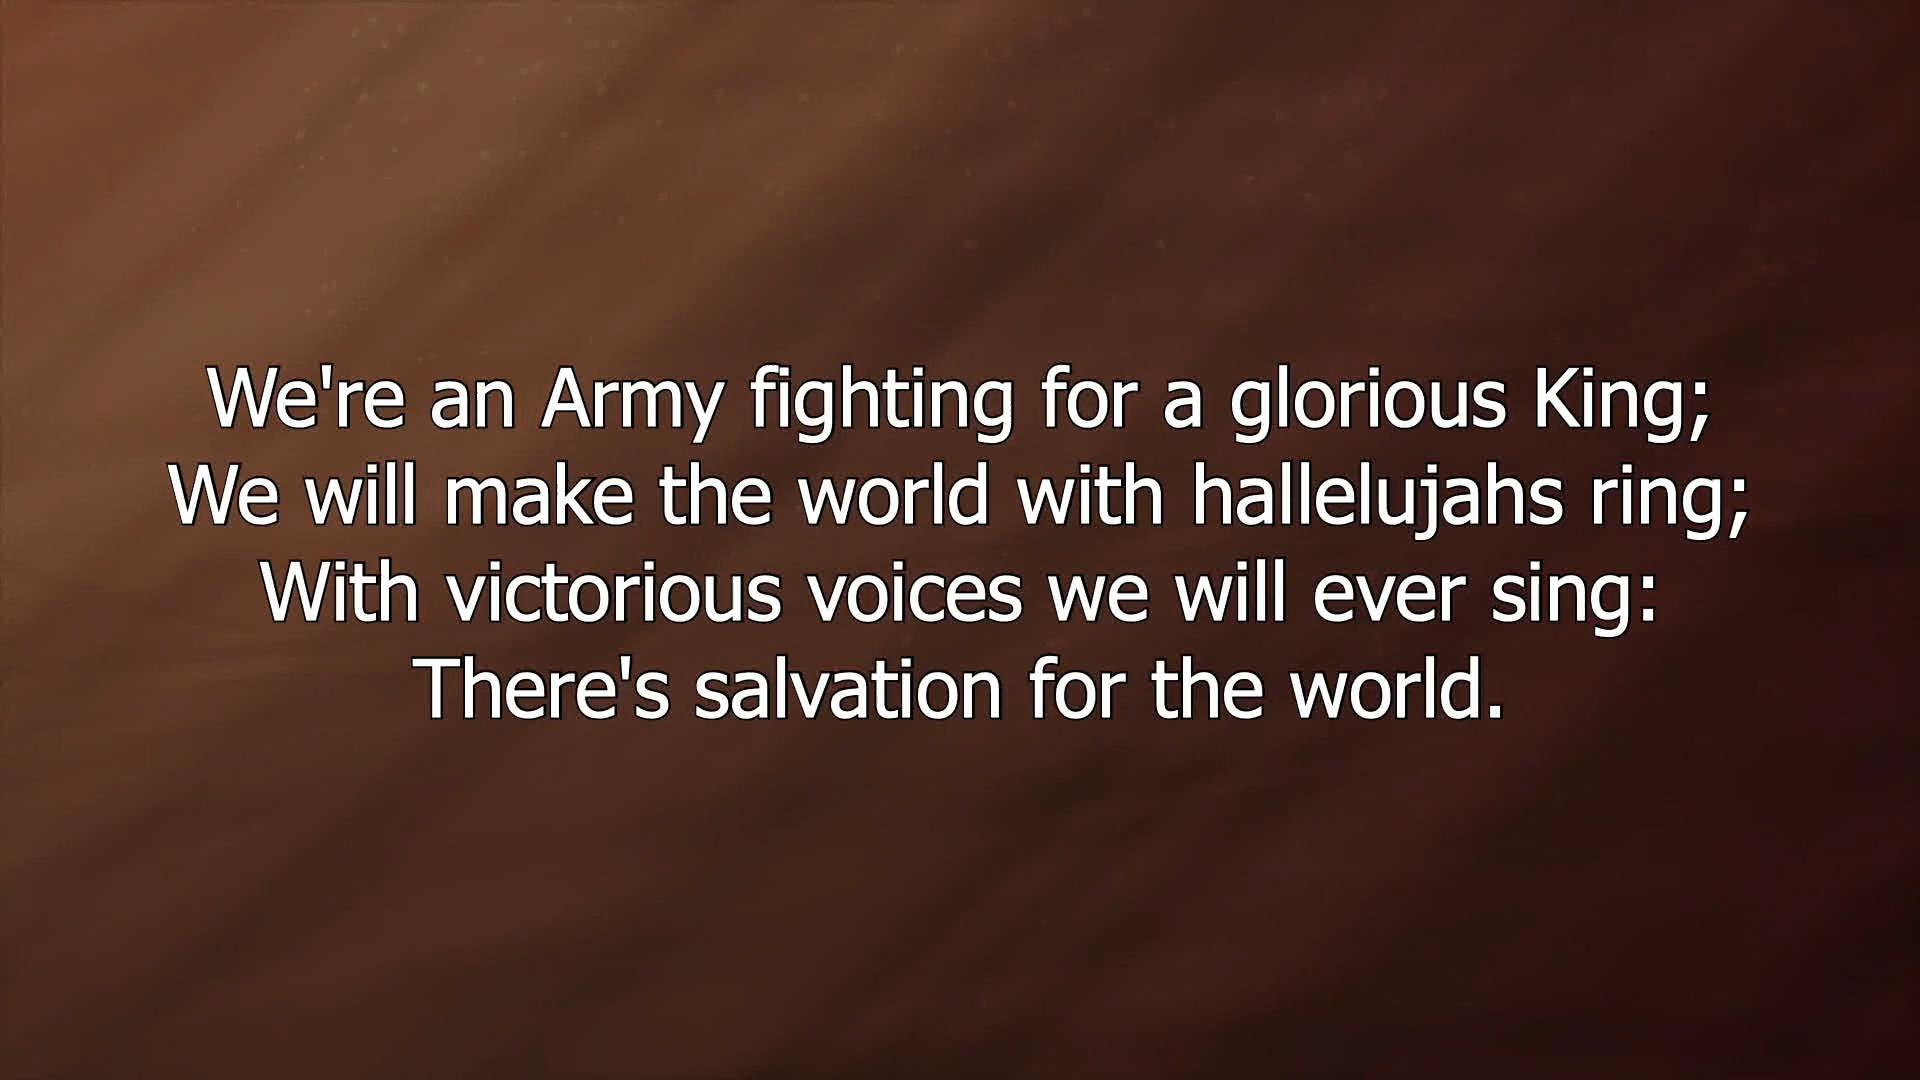 We're an Army fighting for a glorious King;
We will make the world with hallelujahs ring;
With victorious voices we will ever sing:
There's salvation for the world.